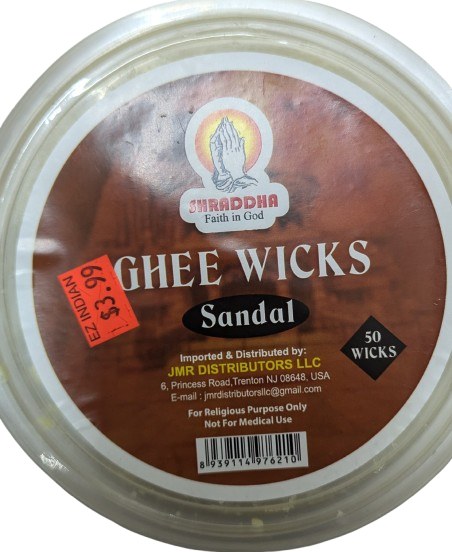 SHRADDHA
Faith in God
GHEE WICKS
Sandal
EZ INDIAN
$3.99
50
WICKS
Imported & Distributed by:
JMR DISTRIBUTORS LLC
6, Princess Road,Trenton NJ 08648, USA
E-mail : jmrdistributorsllc@gmail.com
For Religious Purpose Only
Not For Medical Use
8 939114 976210